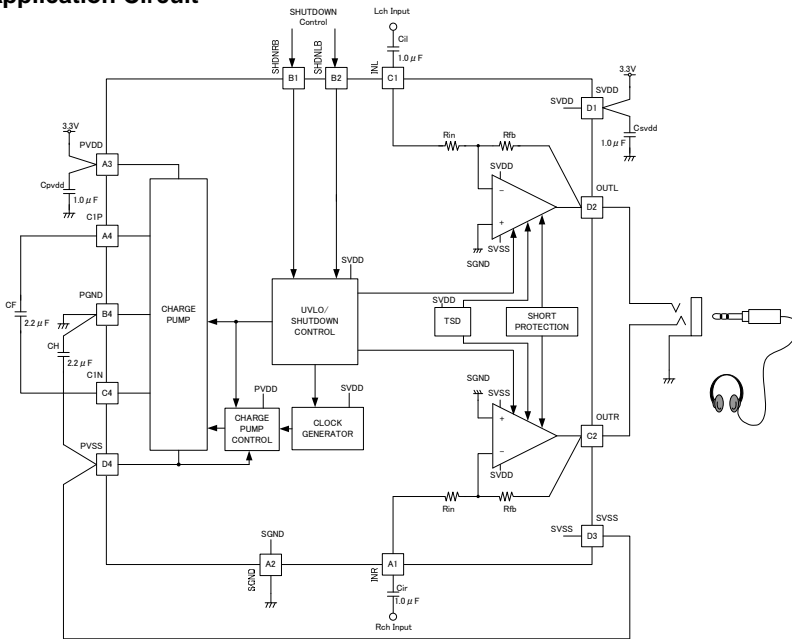 pplication Circuit
SHUTDOWN
Control
Lch Input
Cil
1.0μF
SHDNRB
SHDNLB
INL
B1
B2
C1
3.3V
SVDD
SVDD
D1
Csvdd
1.0μF
3.3V
PVDD
A3
Cpvdd
1.0μF
C1P
A4
PGND
B4
CF
2.2μF
CH
2.2μF
C1N
C4
PVSS
D4
CHARGE
PUMP
Rin
Rfb
SVDD
−
+
SVSS
SGND
OUTL
D2
SVDD
UVLO/
SHUTDOWN
CONTROL
SVDD
TSD
SHORT
PROTECTION
PVDD
SVDD
CHARGE
PUMP
CONTROL
CLOCK
GENERATOR
SGND
SVSS
+
−
SVDD
OUTR
C2
Rin
Rfb
SVSS
SVSS
D3
SGND
A2
SGND
A1
INR
Cir
1.0μF
Rch Input